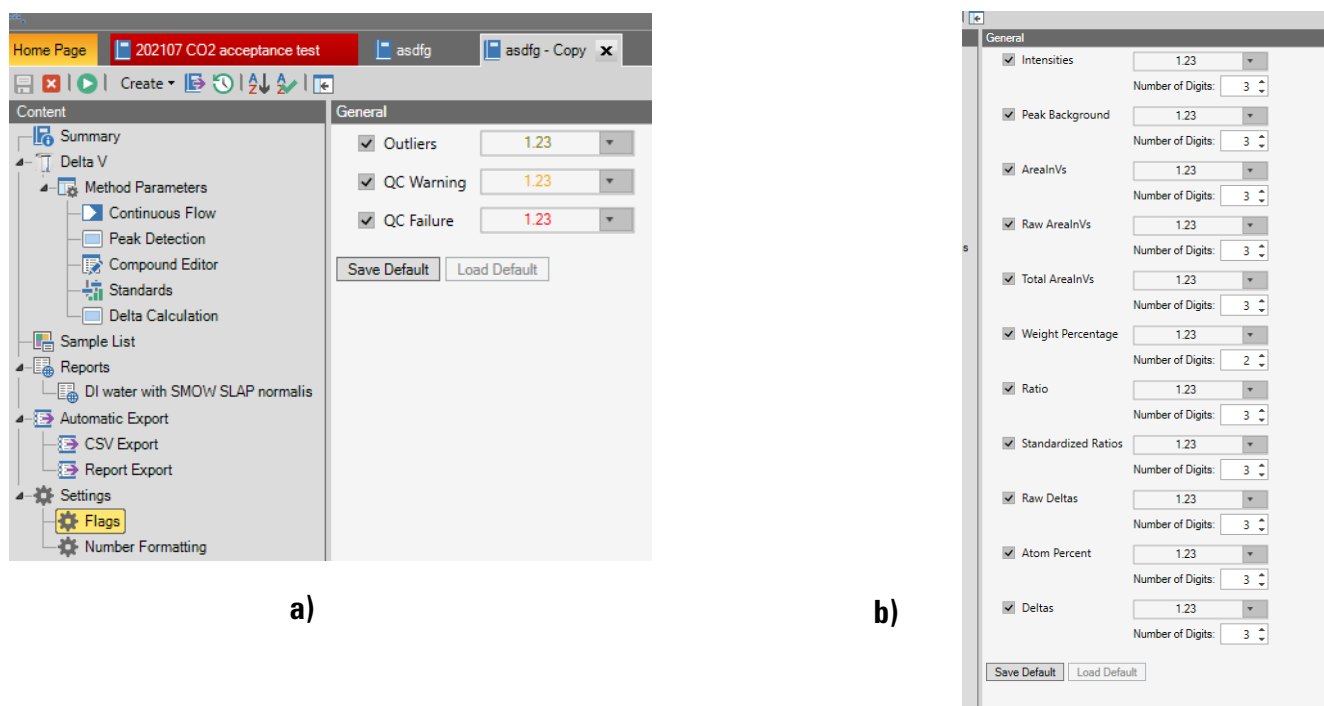 Home Page
202107 CO2 acceptance test
asdfg
asdfg - Copy
Create
Content
Summary
Delta V
Method Parameters
Continuous Flow
Peak Detection
Compound Editor
Standards
Delta Calculation
Sample List
Reports
DI water with SMOW SLAP normalis
Automatic Export
CSV Export
Report Export
Settings
Flags
Number Formatting
General
Outliers 1.23
QC Warning 1.23
QC Failure 1.23
Save Default Load Default
a)
General
Intensities 1.23
Number of Digits: 3
Peak Background 1.23
Number of Digits: 3
AreaInVs 1.23
Number of Digits: 3
Raw AreaInVs 1.23
s
Number of Digits: 3
Total AreaInVs 1.23
Number of Digits: 3
Weight Percentage 1.23
Number of Digits: 2
Ratio 1.23
Number of Digits: 3
Standardized Ratios 1.23
Number of Digits: 3
Raw Deltas 1.23
Number of Digits: 3
Atom Percent 1.23
Number of Digits: 3
Deltas 1.23
Number of Digits: 3
Save Default Load Default
b)